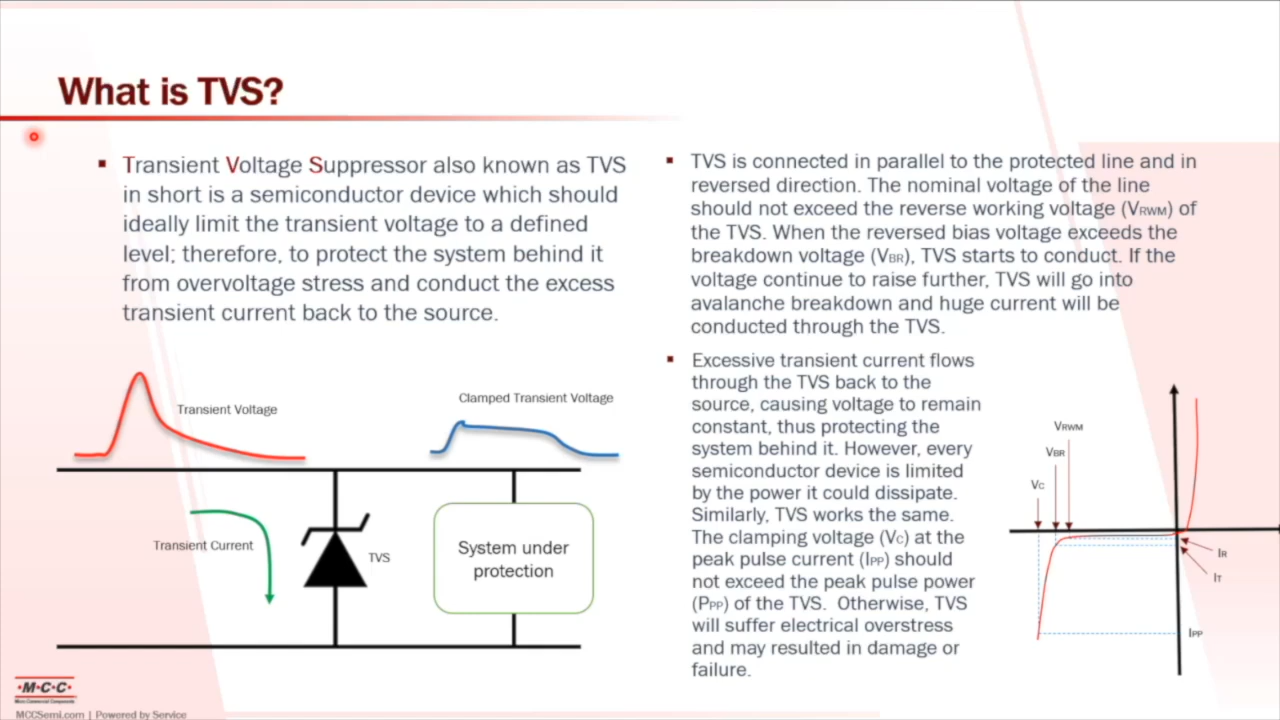 What is TVS?
▪ Transient Voltage Suppressor also known as TVS
in short is a semiconductor device which should
ideally limit the transient voltage to a defined
level; therefore, to protect the system behind it
from overvoltage stress and conduct the excess
transient current back to the source.
Transient Voltage
Clamped Transient Voltage
Transient Current
TVS
System under
protection
▪ TVS is connected in parallel to the protected line and in
reversed direction. The nominal voltage of the line
should not exceed the reverse working voltage (VRWM) of
the TVS. When the reversed bias voltage exceeds the
breakdown voltage (VBR), TVS starts to conduct. If the
voltage continue to raise further, TVS will go into
avalanche breakdown and huge current will be
conducted through the TVS.
▪ Excessive transient current flows
through the TVS back to the
source, causing voltage to remain
constant, thus protecting the
system behind it. However, every
semiconductor device is limited
by the power it could dissipate.
Similarly, TVS works the same.
The clamping voltage (VC) at the
peak pulse current (IPP) should
not exceed the peak pulse power
(PPP) of the TVS. Otherwise, TVS
will suffer electrical overstress
and may resulted in damage or
failure.
VRWM
VBR
VC
IR
IT
IPP
·M·C·C·
Micro Commercial Components
MCCSemi.com | Powered by Service